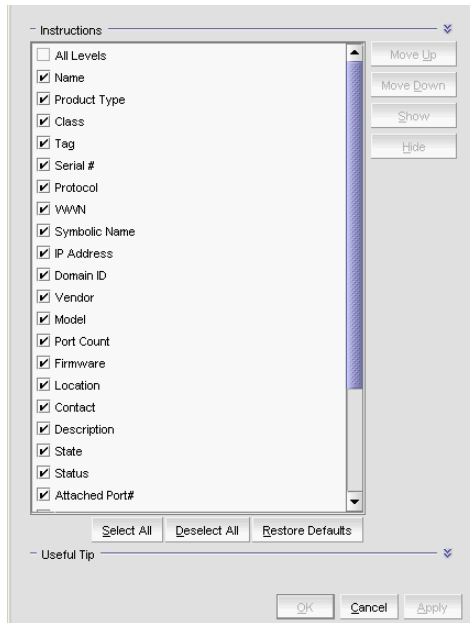 Instructions
All Levels
Move Up
Name
Move Down
Product Type
Class
Show
Tag
Hide
Serial #
Protocol
WWN
Symbolic Name
IP Address
Domain ID
Vendor
Model
Port Count
Firmware
Location
Contact
Description
State
Status
Attached Port#
Select All Deselect All Restore Defaults
Useful Tip
OK Cancel Apply